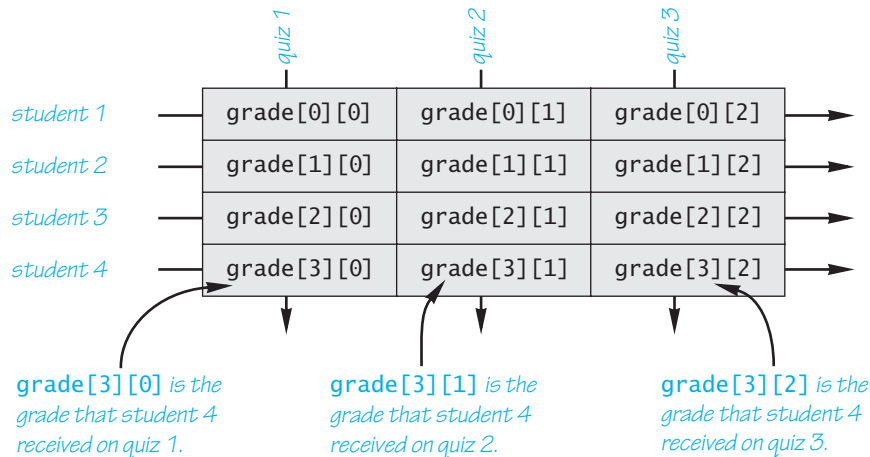 quiz 1
quiz 2
quiz 3
student 1
grade[0][0] grade[0][1] grade[0][2]
student 2
grade[1][0] grade[1][1] grade[1][2]
student 3
grade[2][0] grade[2][1] grade[2][2]
student 4
grade[3][0] grade[3][1] grade[3][2]
grade[3][0] is the
grade that student 4
received on quiz 1.
grade[3][1] is the
grade that student 4
received on quiz 2.
grade[3][2] is the
grade that student 4
received on quiz 3.